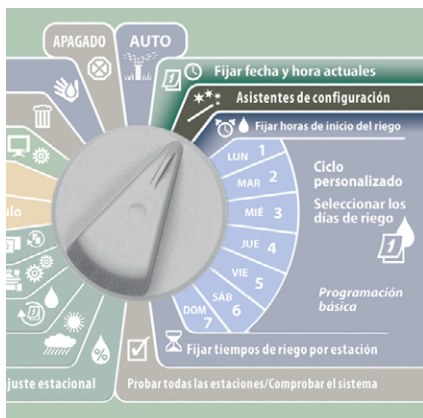 APAGADO
AUTO
Fijar fecha y hora actuales
Asistentes de configuración
Fijar horas de inicio del riego
LUN 1
MAR 2
MIÉ 3
JUE 4
VIE 5
SÁB 6
DOM 7
Ciclo
personalizado
Seleccionar los
días de riego
1
Programación
básica
Fijar tiempos de riego por estación
Probar todas las estaciones/Comprobar el sistema
juste estacional